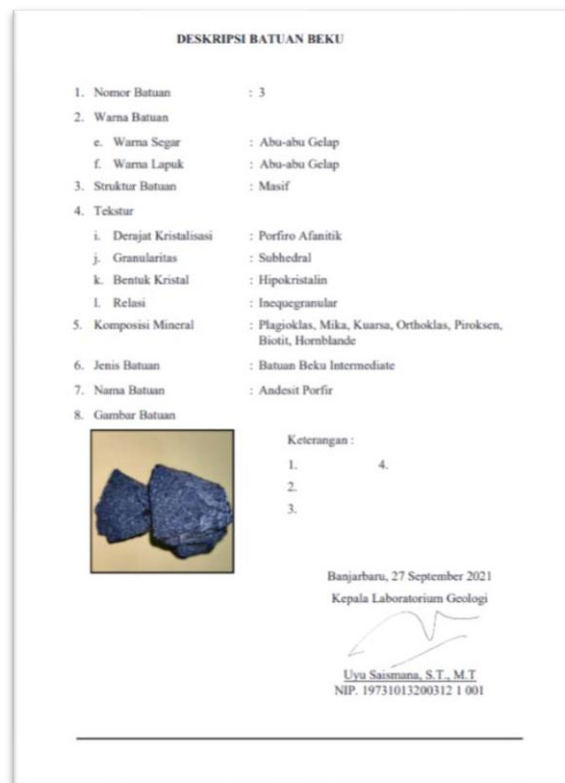 DESKRIPSI BATUAN BEKU
1. Nomor Batuan : 3
2. Warna Batuan
e. Warna Segar : Abu-abu Gelap
f. Warna Lapuk : Abu-abu Gelap
3. Struktur Batuan : Masif
4. Tekstur
i. Derajat Kristalisasi : Porfiro Afanitik
j. Granularitas : Subhedral
k. Bentuk Kristal : Hipokristalin
l. Relasi : Inequegranular
5. Komposisi Mineral : Plagioklas, Mika, Kuarsa, Orthoklas, Piroksen,
Biotit, Hornblande
6. Jenis Batuan : Batuan Beku Intermediate
7. Nama Batuan : Andesit Porfir
8. Gambar Batuan
Keterangan :
1. 4.
2.
3.
Banjarbaru, 27 September 2021
Kepala Laboratorium Geologi
Uyu Saismana, S.T., M.T
NIP. 19731013200312 1 001